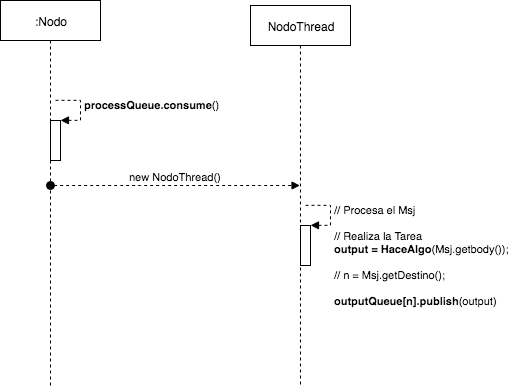 :Nodo
NodoThread
processQueue.consume()
new NodoThread()
// Procesa el Msj
// Realiza la Tarea
output = HaceAlgo(Msj.getbody());
// n = Msj.getDestino();
outputQueue[n].publish(output)